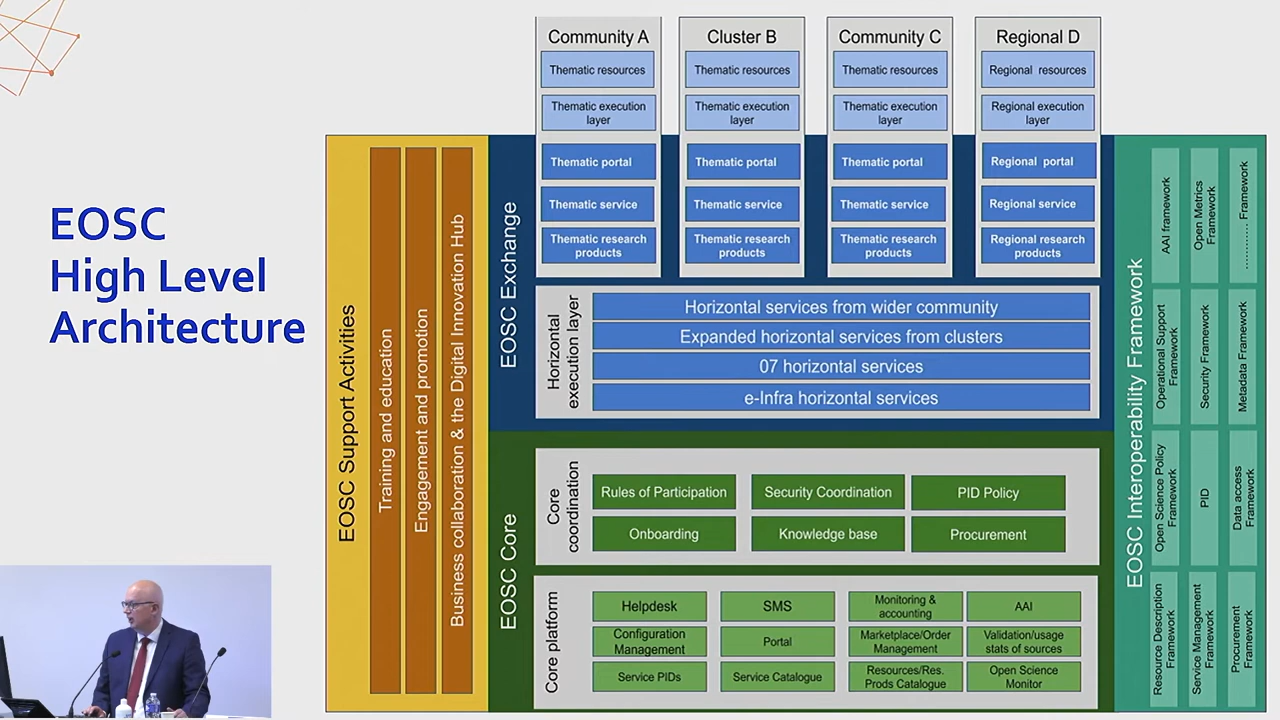 EOSC
High Level
Architecture
EOSC Support Activities
Training and education
Engagement and promotion
Business collaboration & the Digital Innovation Hub
EOSC Exchange
Community A
Thematic resources
Thematic execution
layer
Thematic portal
Thematic service
Thematic research
products
Cluster B
Thematic resources
Thematic execution
layer
Thematic portal
Thematic service
Thematic research
products
Community C
Thematic resources
Thematic execution
layer
Thematic portal
Thematic service
Thematic research
products
Regional D
Regional resources
Regional execution
layer
Regional portal
Regional service
Regional research
products
Horizontal
execution layer
Horizontal services from wider community
Expanded horizontal services from clusters
07 horizontal services
e-Infra horizontal services
EOSC Core
Core
coordination
Rules of Participation
Security Coordination
PID Policy
Onboarding
Knowledge base
Procurement
Core platform
Helpdesk
SMS
Monitoring &
accounting
AAI
Configuration
Management
Portal
Marketplace/Order
Management
Validation/usage
stats of sources
Service PIDs
Service Catalogue
Resources/Res.
Prods Catalogue
Open Science
Monitor
EOSC Interoperability Framework
AAI framework
Open Metrics
Framework
........... Framework
Operational Support
Framework
Security Framework
Metadata Framework
Open Science Policy
Framework
PID
Data access
Framework
Resource Description
Framework
Service Management
Framework
Procurement
Framework